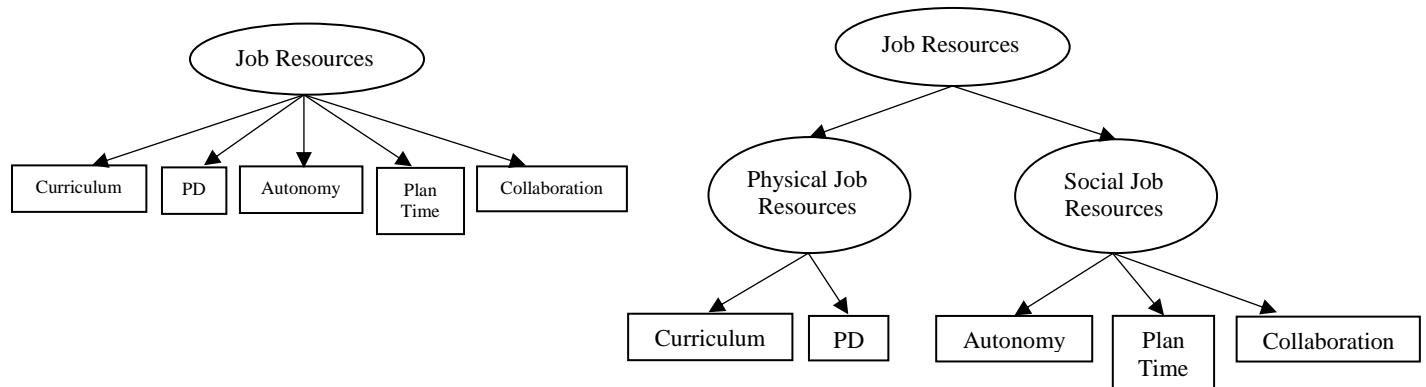 Job Resources
Curriculum
PD
Autonomy
Plan
Time
Collaboration
Job Resources
Physical Job
Resources
Social Job
Resources
Curriculum
PD
Autonomy
Plan
Time
Collaboration